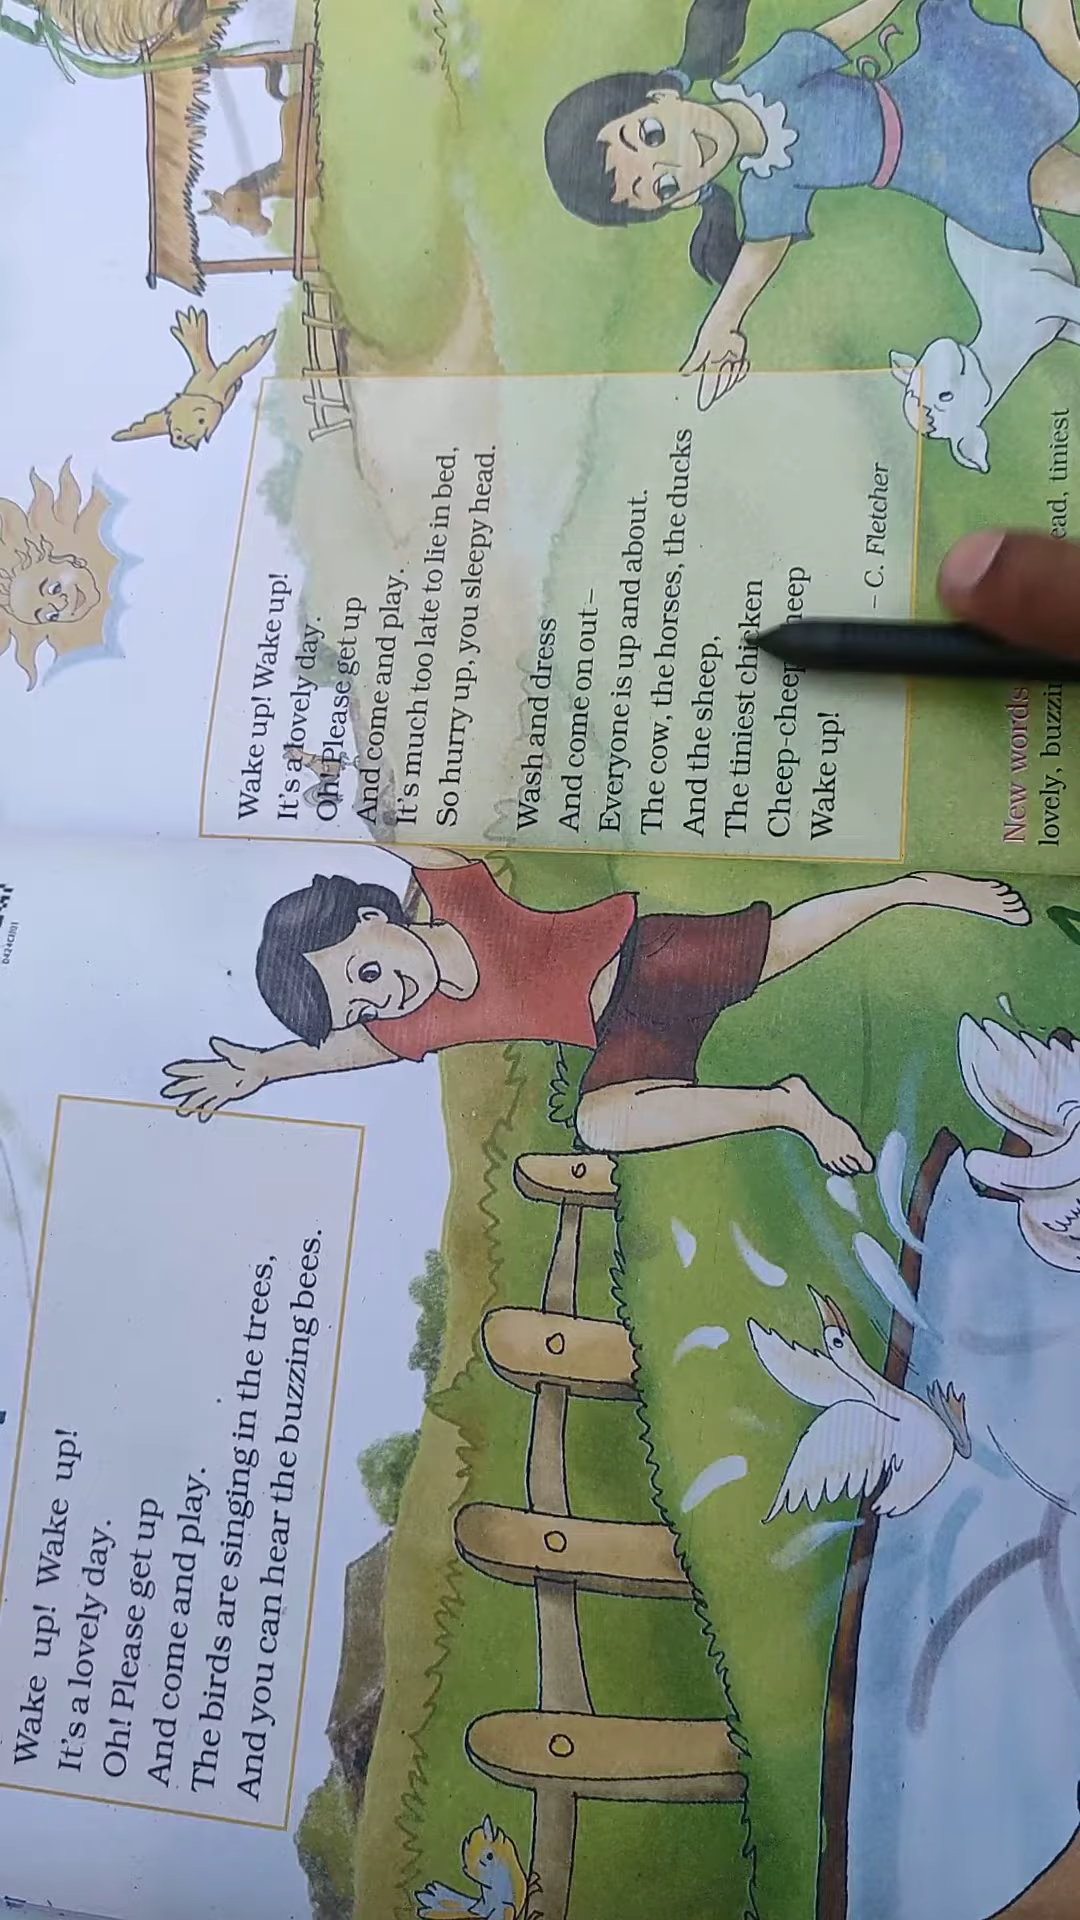 Wake up! Wake up!
It's a lovely day.
Oh! Please get up
And come and play.
The birds are singing in the trees,
And you can hear the buzzing bees.
Wake up! Wake up!
It's a lovely day.
Oh! Please get up
And come and play.
It's much too late to lie in bed,
So hurry up, you sleepy head.
Wash and dress
And come on out –
Everyone is up and about.
The cow, the horses, the ducks
And the sheep,
The tiniest chicken
Cheep-cheep
Wake up!
– C. Fletcher
New words
lovely, tiniest